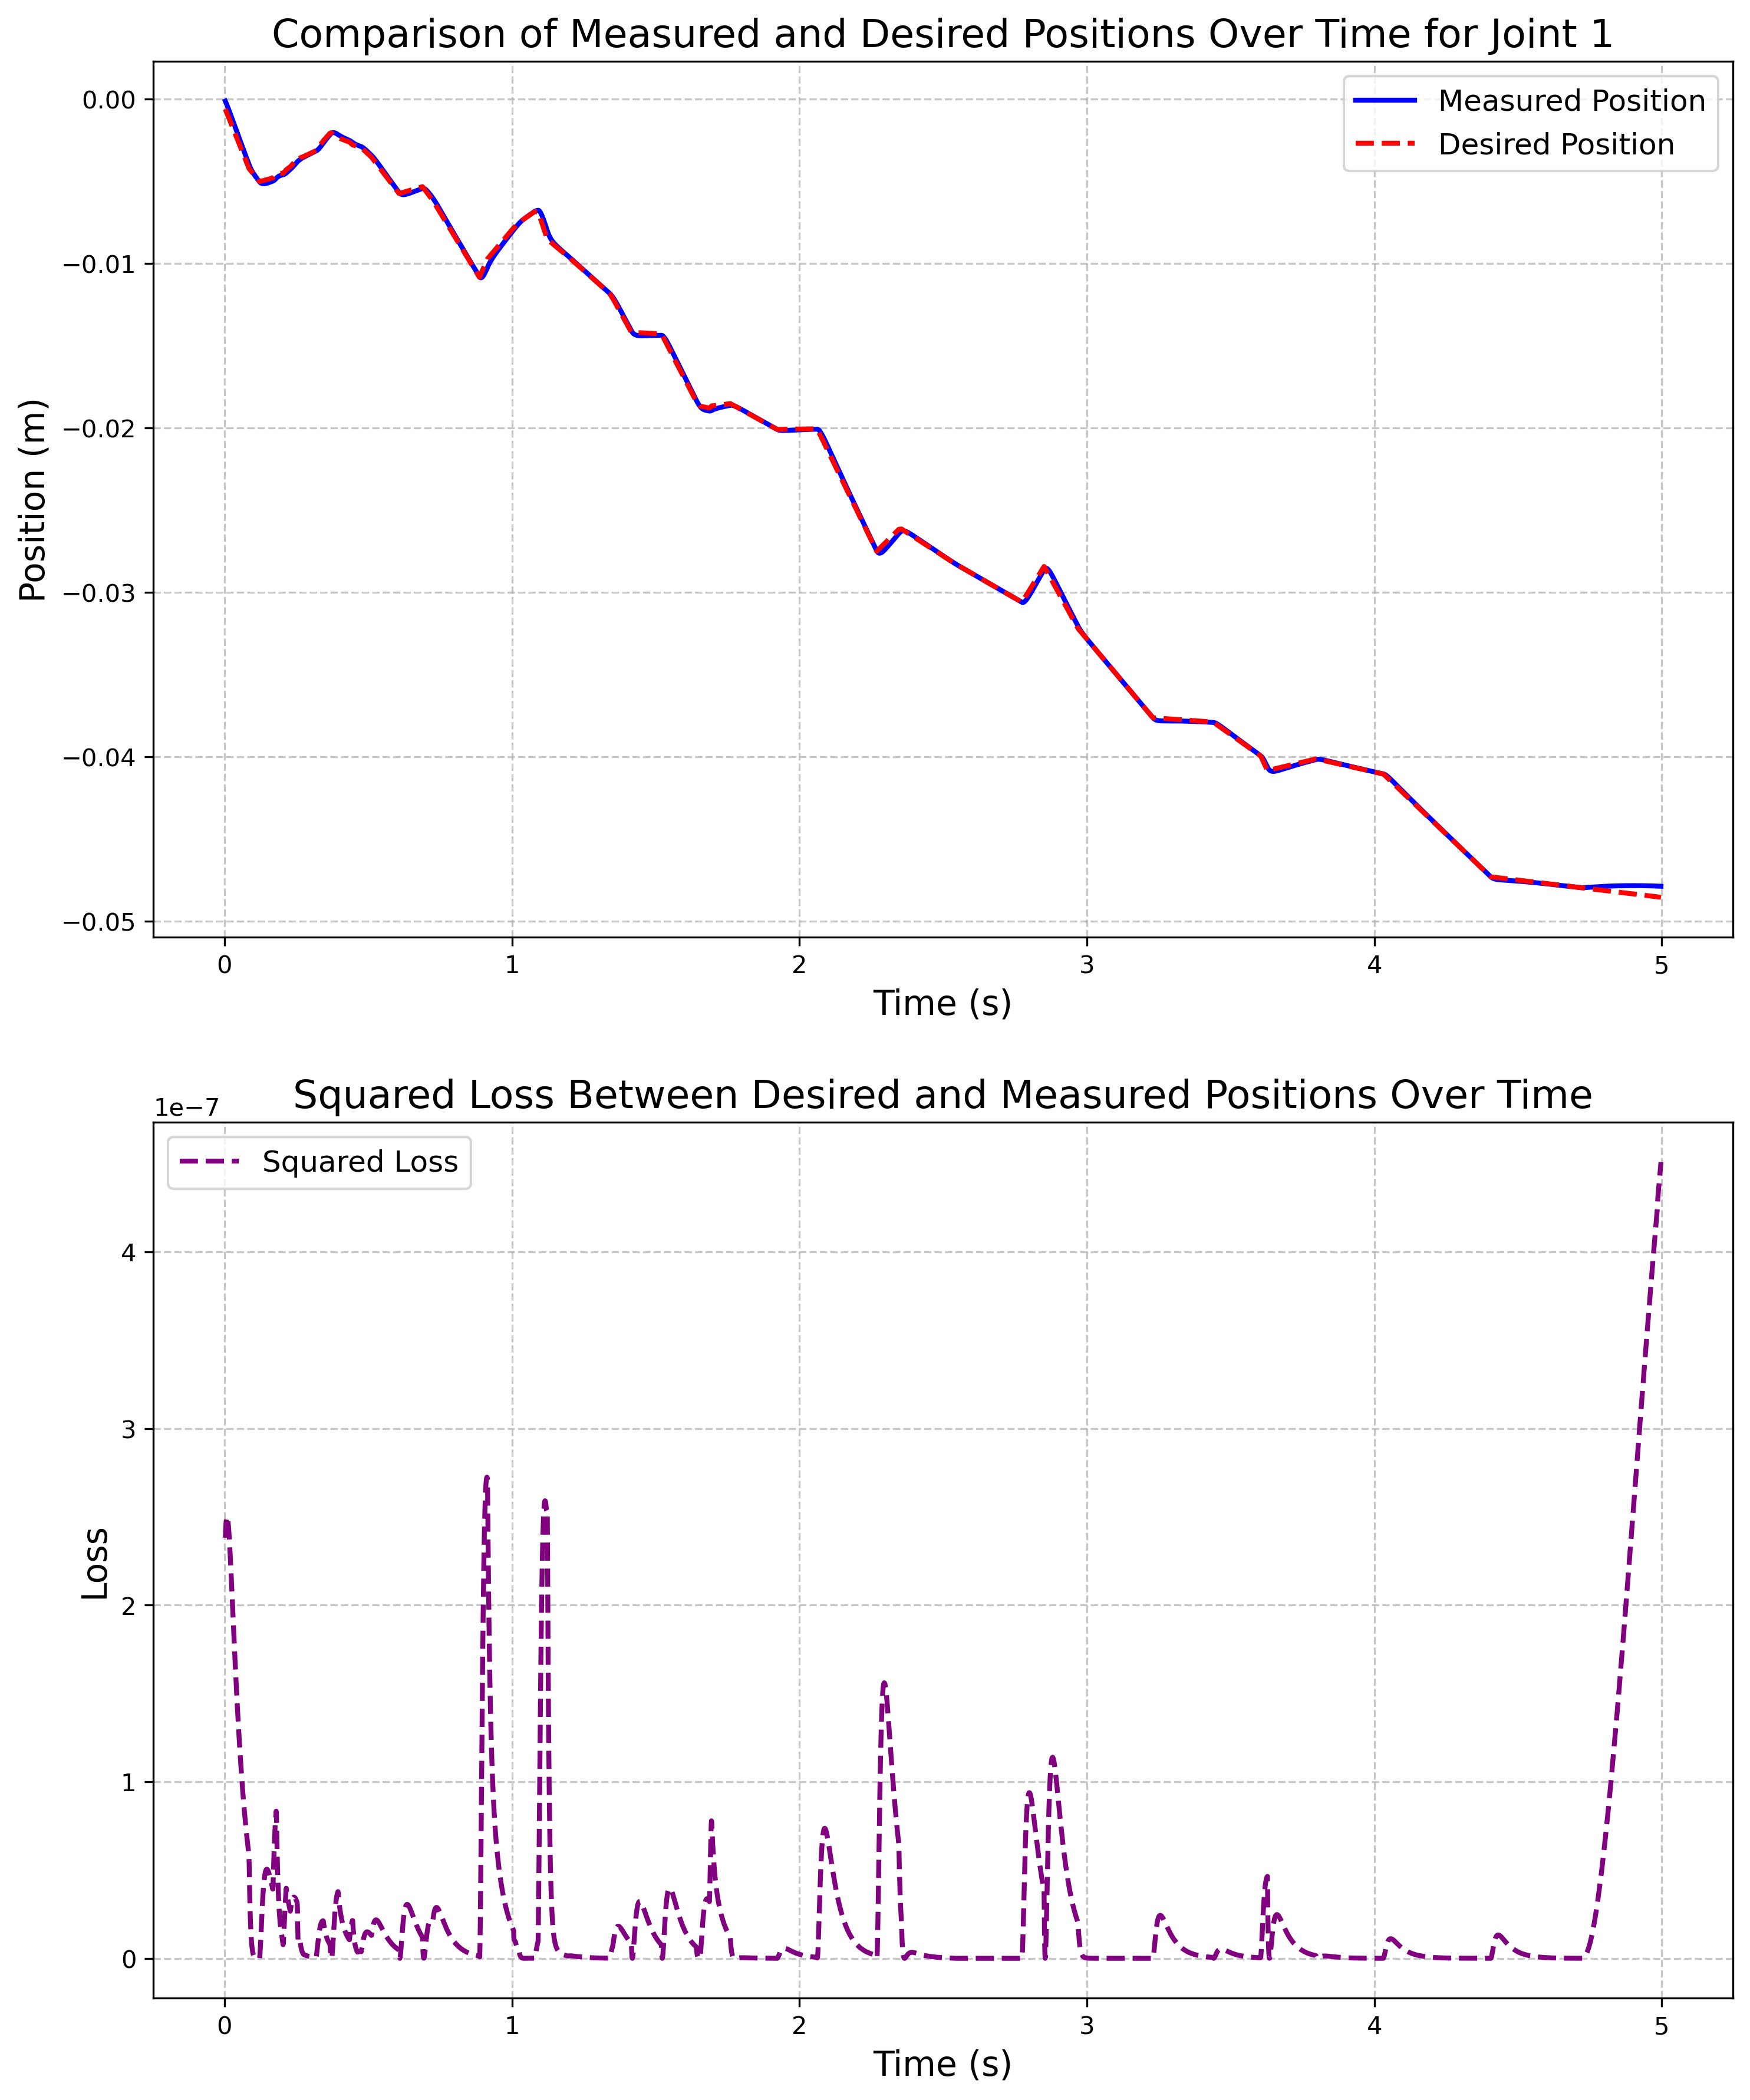 Comparison of Measured and Desired Positions Over Time for Joint 1
Measured Position
Desired Position
0.00
−0.01
−0.02
−0.03
−0.04
−0.05
Position (m)
0 1 2 3 4 5
Time (s)
Squared Loss Between Desired and Measured Positions Over Time
1e−7
Squared Loss
4
3
2
1
0
Loss
0 1 2 3 4 5
Time (s)